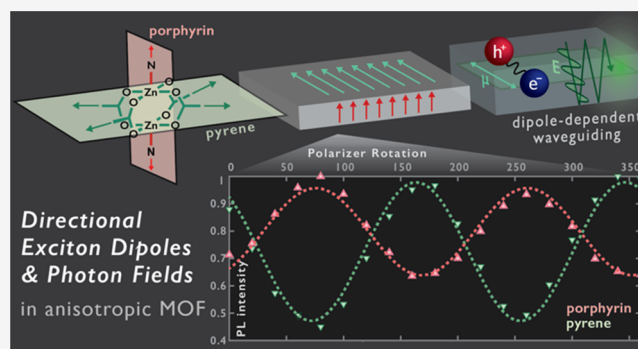 porphyrin
N
O
O
Zn
O
O
O
O
Zn
O
O
N
pyrene
h+
e−
μ
E
dipole-dependent
waveguiding
Polarizer Rotation
0 50 100 150 200 250 300 350
1
0.9
0.8
0.7
0.6
0.5
0.4
PL intensity
porphyrin
pyrene
Directional
Exciton Dipoles
& Photon Fields
in anisotropic MOF